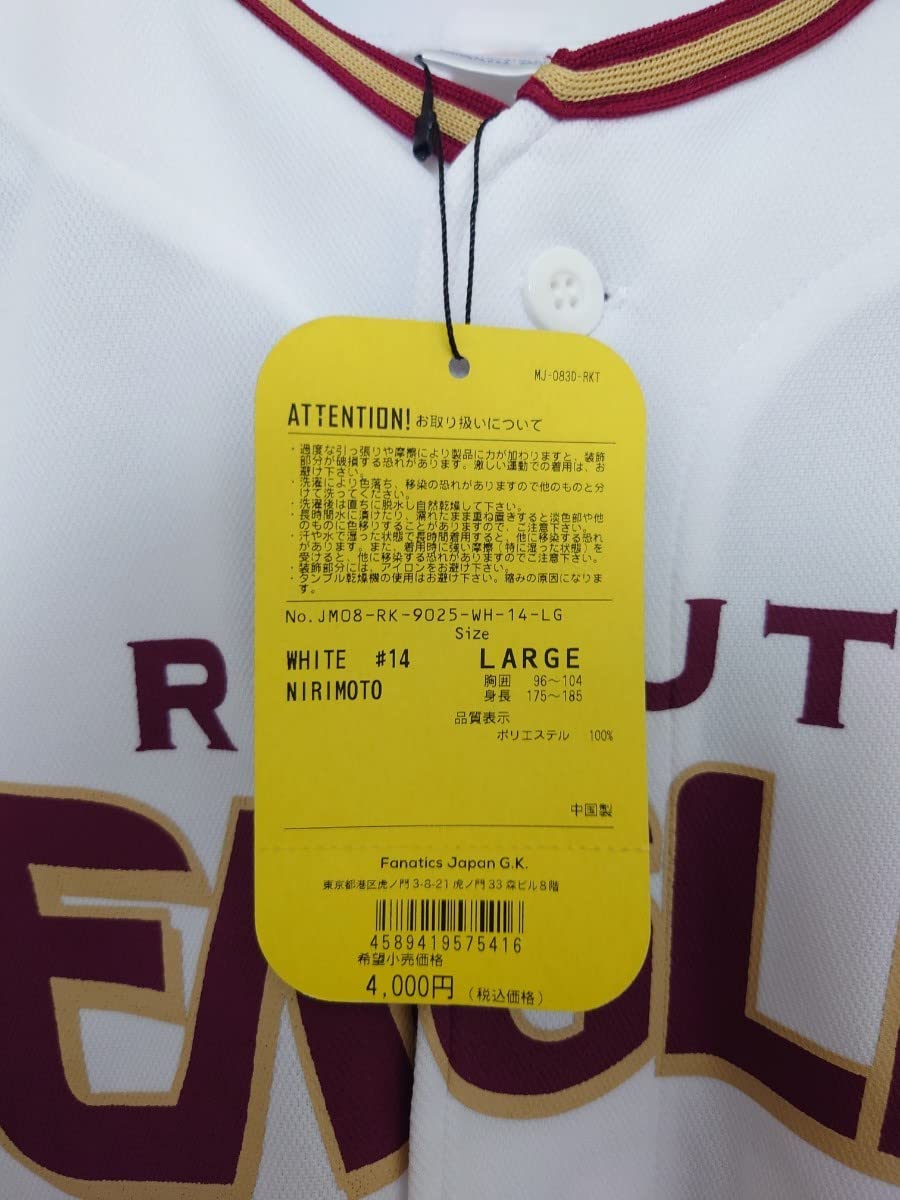 MJ-083D-RKT
ATTENTION! お取り扱いについて
・過度な引っ張りや摩擦により製品に力が加わりますと、装飾
部分が破損する恐れがあります。激しい運動での着用は、お
避け下さい。
・洗濯により色落ち、移染の恐れがありますので他のものと分
けて洗ってください。
・洗濯後は直ちに脱水し自然乾燥して下さい。
・長時間水に漬けたり、濡れたまま重ね置きすると淡色部や他
のものに色移りすることがありますので、ご注意下さい。
・汗や水で湿った状態で長時間着用すると、他に移染する恐れ
があります。また、着用時に強い摩擦（特に湿った状態）を
受けると、他に移染する恐れがありますのでご注意下さい。
・装飾部分には、アイロンをお避け下さい。
・タンブル乾燥機の使用はお避け下さい。縮みの原因になりま
す。
No.JM08-RK-9025-WH-14-LG
Size
WHITE #14 LARGE
NIRIMOTO 胸囲 96～104
身長 175～185
品質表示
ポリエステル 100%
中国製
Fanatics Japan G.K.
東京都港区虎ノ門3-8-21 虎ノ門33森ビル8階
4589419575416
希望小売価格
4,000円 (税込価格)
R UT
E GL